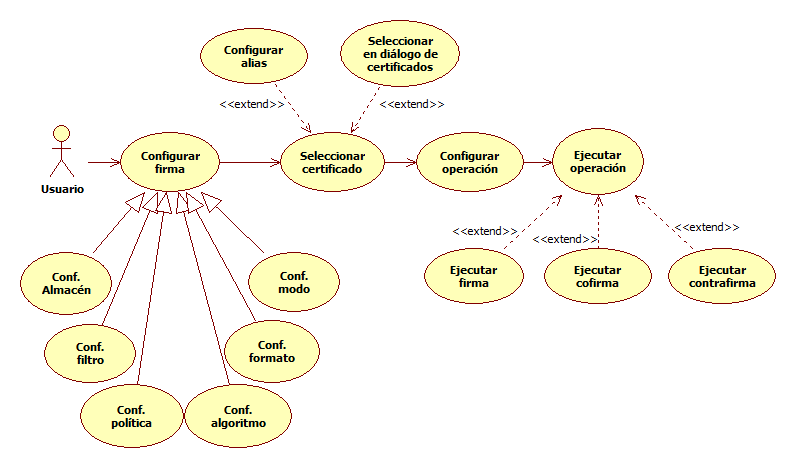 Configurar
alias
Seleccionar
en diálogo de
certificados
<<extend>>
<<extend>>
Usuario
Configurar
firma
Seleccionar
certificado
Configurar
operación
Ejecutar
operación
<<extend>>
<<extend>>
<<extend>>
Conf.
Almacén
Conf.
modo
Ejecutar
firma
Ejecutar
cofirma
Ejecutar
contrafirma
Conf.
filtro
Conf.
formato
Conf.
política
Conf.
algoritmo